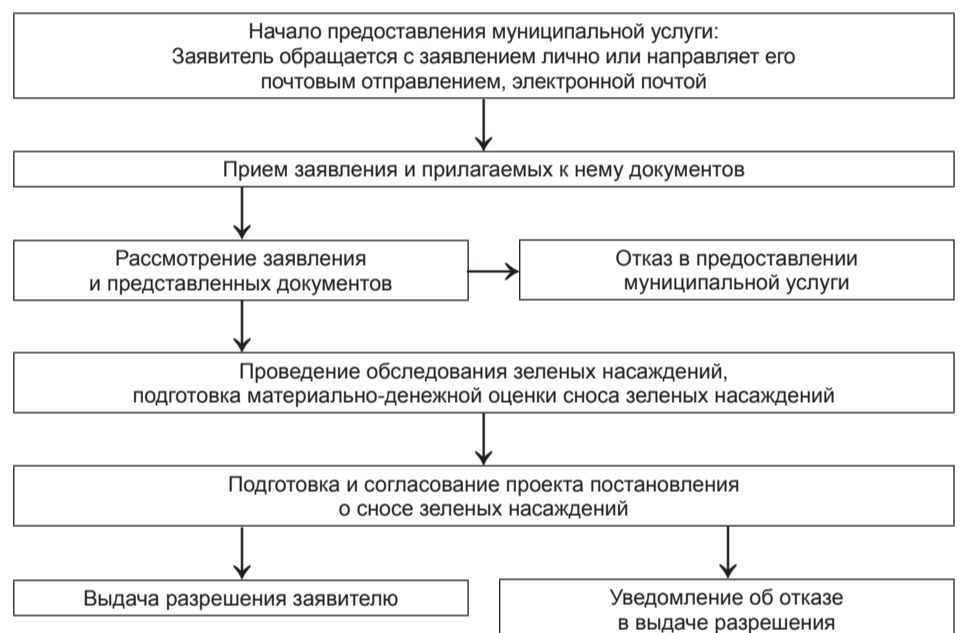 Начало предоставления муниципальной услуги:
Заявитель обращается с заявлением лично или направляет его
почтовым отправлением, электронной почтой
Прием заявления и прилагаемых к нему документов
Рассмотрение заявления
и представленных документов
Отказ в предоставлении
муниципальной услуги
Проведение обследования зеленых насаждений,
подготовка материально-денежной оценки сноса зеленых насаждений
Подготовка и согласование проекта постановления
о сносе зеленых насаждений
Выдача разрешения заявителю
Уведомление об отказе
в выдаче разрешения